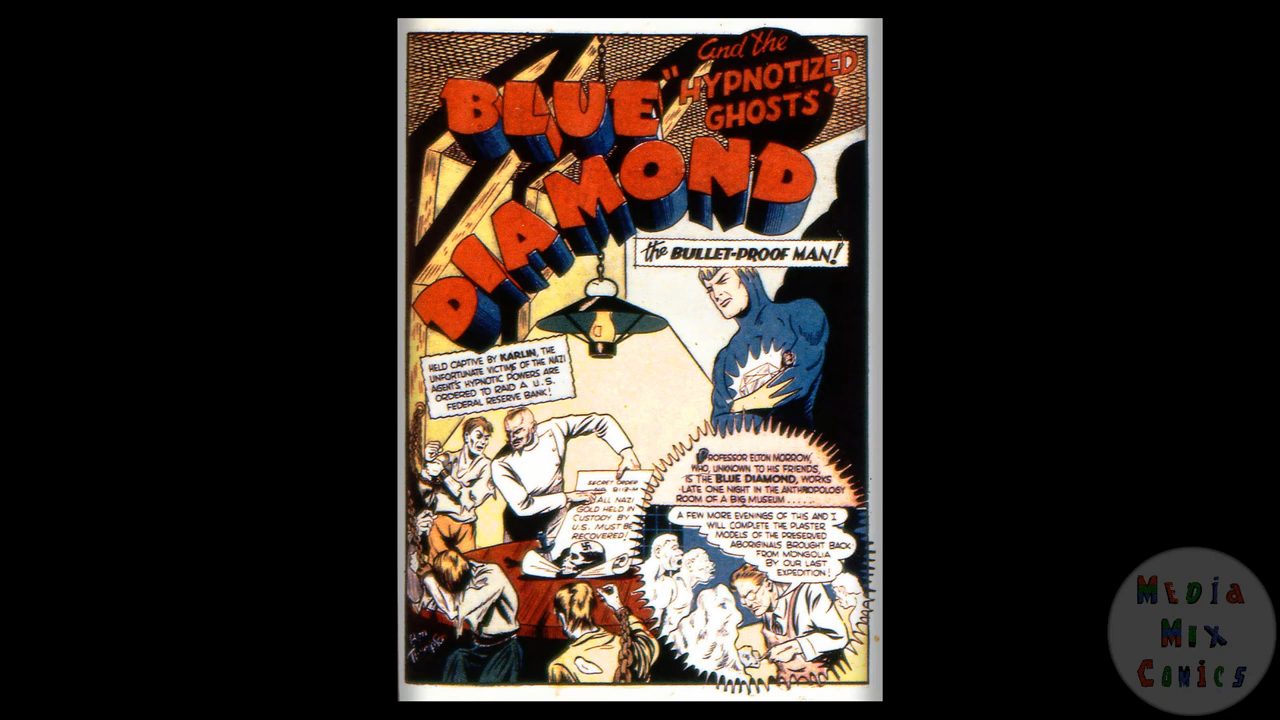 and the
"HYPNOTIZED
GHOSTS"
BLUE
DIAMOND
the BULLET-PROOF MAN!
HELD CAPTIVE BY KARLIN, THE
UNFORTUNATE VICTIMS OF THE NAZI
AGENT'S HYPNOTIC POWERS ARE
ORDERED TO RAID A U.S.
FEDERAL RESERVE BANK!
SECRET ORDER
NO. 9113-M
ALL NAZI
GOLD HELD IN
CUSTODY BY
U.S. MUST BE
RECOVERED!
PROFESSOR ELTON MORROW,
WHO, UNKNOWN TO HIS FRIENDS,
IS THE BLUE DIAMOND, WORKS
LATE ONE NIGHT IN THE ANTHROPOLOGY
ROOM OF A BIG MUSEUM.....
A FEW MORE EVENINGS OF THIS AND I
WILL COMPLETE THE PLASTER
MODELS OF THE PRESERVED
ABORIGINALS BROUGHT BACK
FROM MONGOLIA
BY OUR LAST
EXPEDITION!
MEDiA
MIX
COMiCS